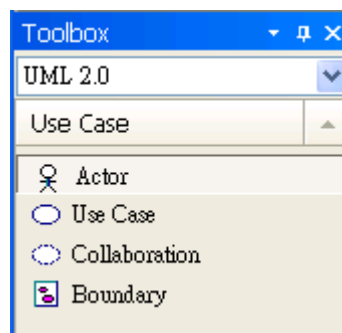 Toolbox
UML 2.0
Use Case
Actor
Use Case
Collaboration
Boundary